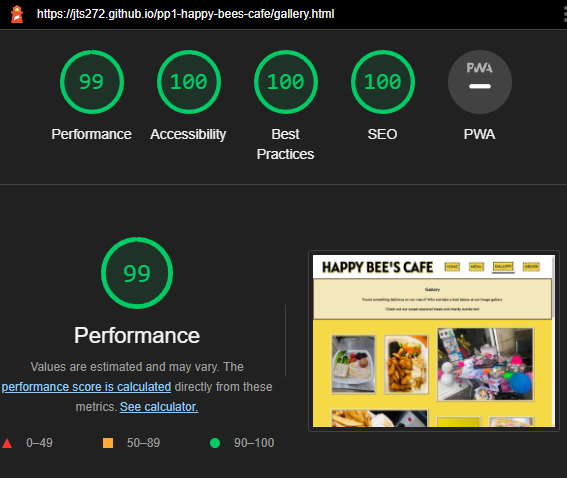 https://jts272.github.io/pp1-happy-bees-cafe/gallery.html
99 100 100 100 PWA
Performance Accessibility Best Practices SEO PWA
99
Performance
Values are estimated and may vary. The
performance score is calculated directly from these
metrics. See calculator.
0–49 50–89 90–100
HAPPY BEE'S CAFE HOME MENU GALLERY ORDER
Gallery
Found something delicious on our menu? Why not take a look below at our image gallery.
Check out our sweet seasonal treats and charity events too!